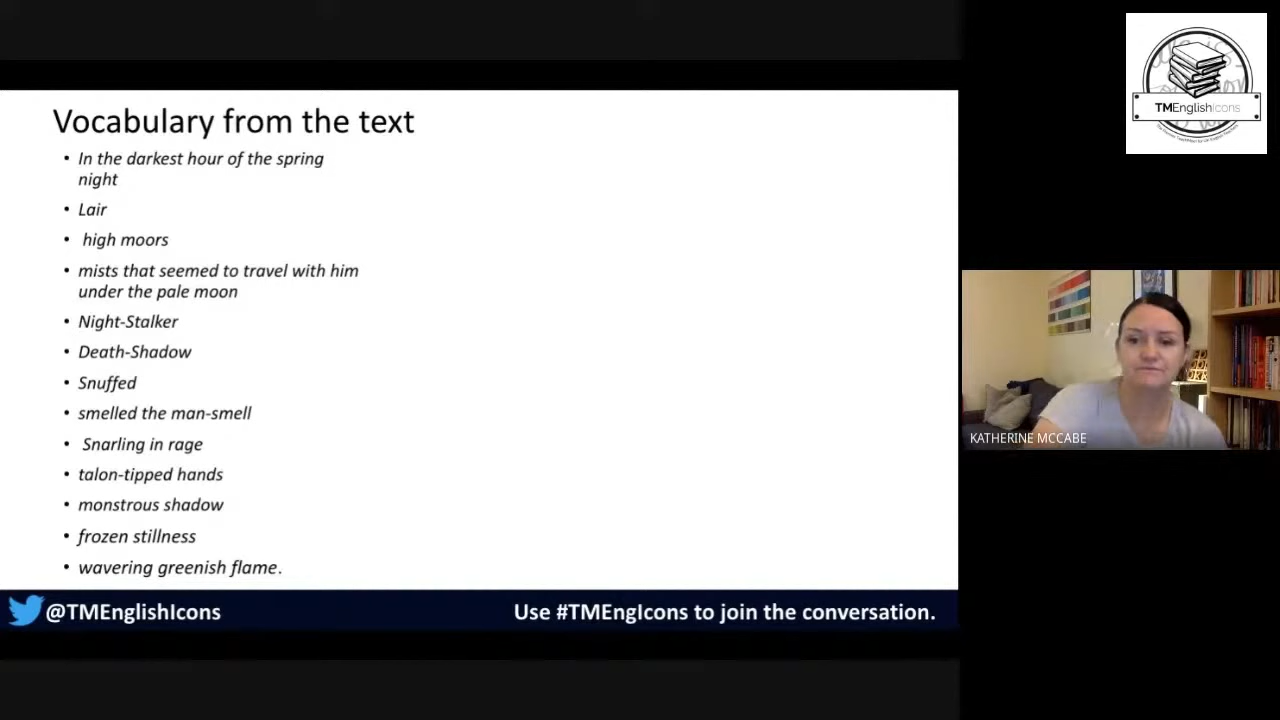 Vocabulary from the text
• In the darkest hour of the spring
night
• Lair
• high moors
• mists that seemed to travel with him
under the pale moon
• Night-Stalker
• Death-Shadow
• Snuffed
• smelled the man-smell
• Snarling in rage
• talon-tipped hands
• monstrous shadow
• frozen stillness
• wavering greenish flame.
@TMEnglishIcons
Use #TMEngIcons to join the conversation.
TMEnglishIcons
KATHERINE MCCABE